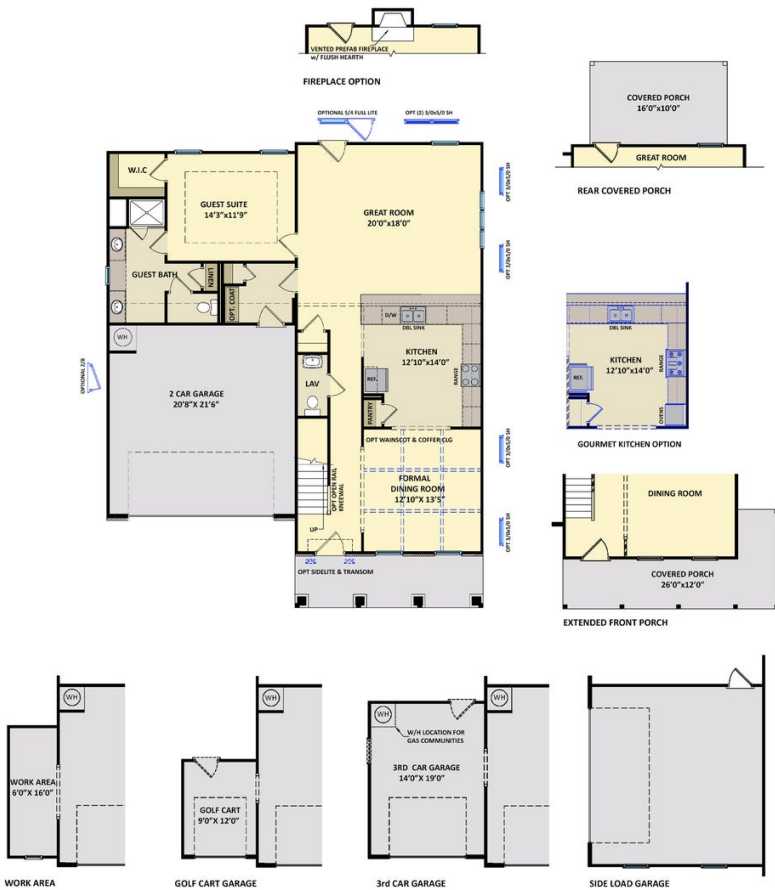 VENTED PREFAB FIREPLACE
w/ FLUSH HEARTH
FIREPLACE OPTION
OPTIONAL 5/4 FULL LITE
OPT (2) 3/0x5/0 SH
COVERED PORCH
16'0"x10'0"
GREAT ROOM
REAR COVERED PORCH
W.I.C
GUEST SUITE
14'3"x11'9"
GREAT ROOM
20'0"x18'0"
OPT 3/0x5/0 SH
OPT 3/0x5/0 SH
GUEST BATH
LINEN
OPT. COAT
D/W
DBL SINK
KITCHEN
12'10"x14'0"
RANGE
REF.
PANTRY
WH
LAV
OPTIONAL 2/8
2 CAR GARAGE
20'8"X 21'6"
DBL SINK
KITCHEN
12'10"x14'0"
RANGE
REF.
OVENS
GOURMET KITCHEN OPTION
OPT WAINSCOT & COFFER CLG
FORMAL
DINING ROOM
12'10"X 13'5"
OPT 3/0x5/0 SH
OPT 3/0x5/0 SH
OPT OPEN RAIL
KNEEWALL
UP
OPT SIDELITE & TRANSOM
DINING ROOM
COVERED PORCH
26'0"x12'0"
EXTENDED FRONT PORCH
WH
WORK AREA
6'0"X 16'0"
WORK AREA
WH
GOLF CART
9'0"X 12'0"
GOLF CART GARAGE
WH
WH
W/H LOCATION FOR
GAS COMMUNITIES
3RD CAR GARAGE
14'0"X 19'0"
3rd CAR GARAGE
SIDE LOAD GARAGE